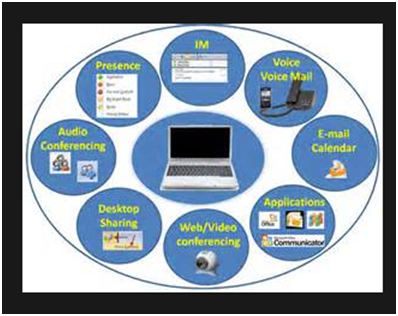 IM
Voice
Voice Mail
E-mail
Calendar
Applications
Office
Communicator
Web/Video
conferencing
Desktop
Sharing
Audio
Conferencing
Presence